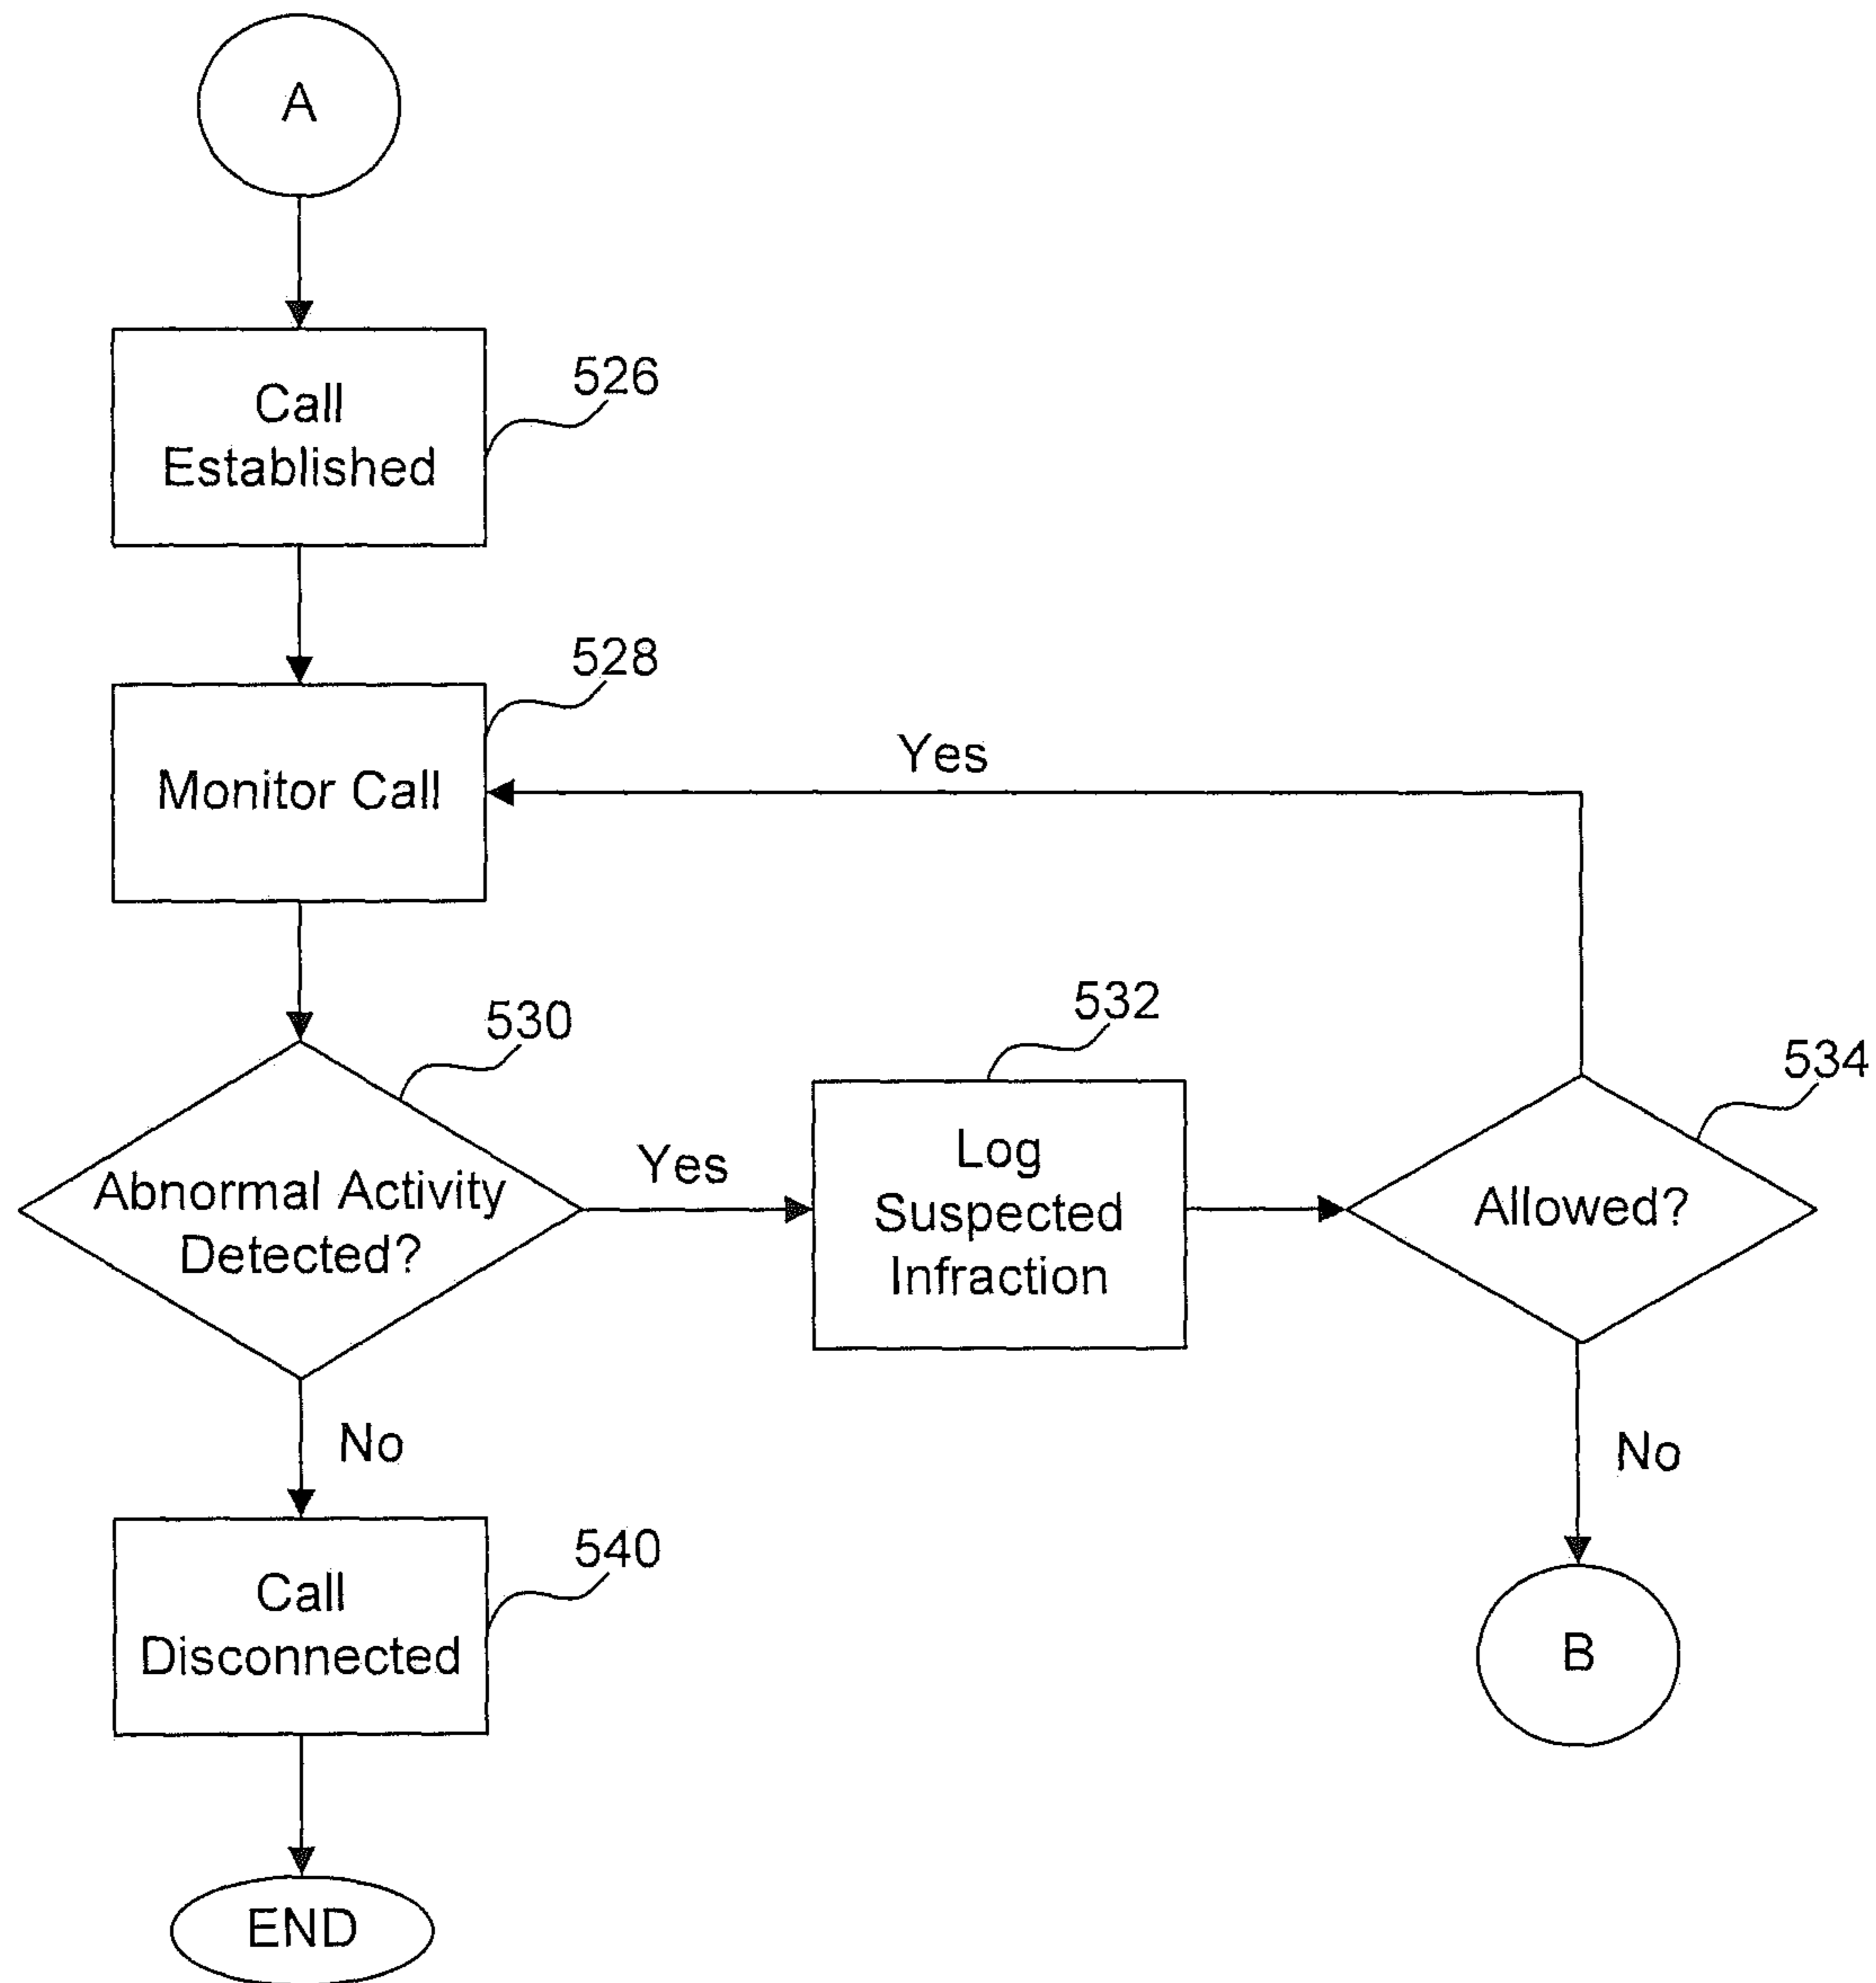 A
Call
Established
526
Monitor Call
528
Yes
Abnormal Activity
Detected?
530
Yes
Log
Suspected
Infraction
532
Allowed?
534
No
Call
Disconnected
540
No
B
END